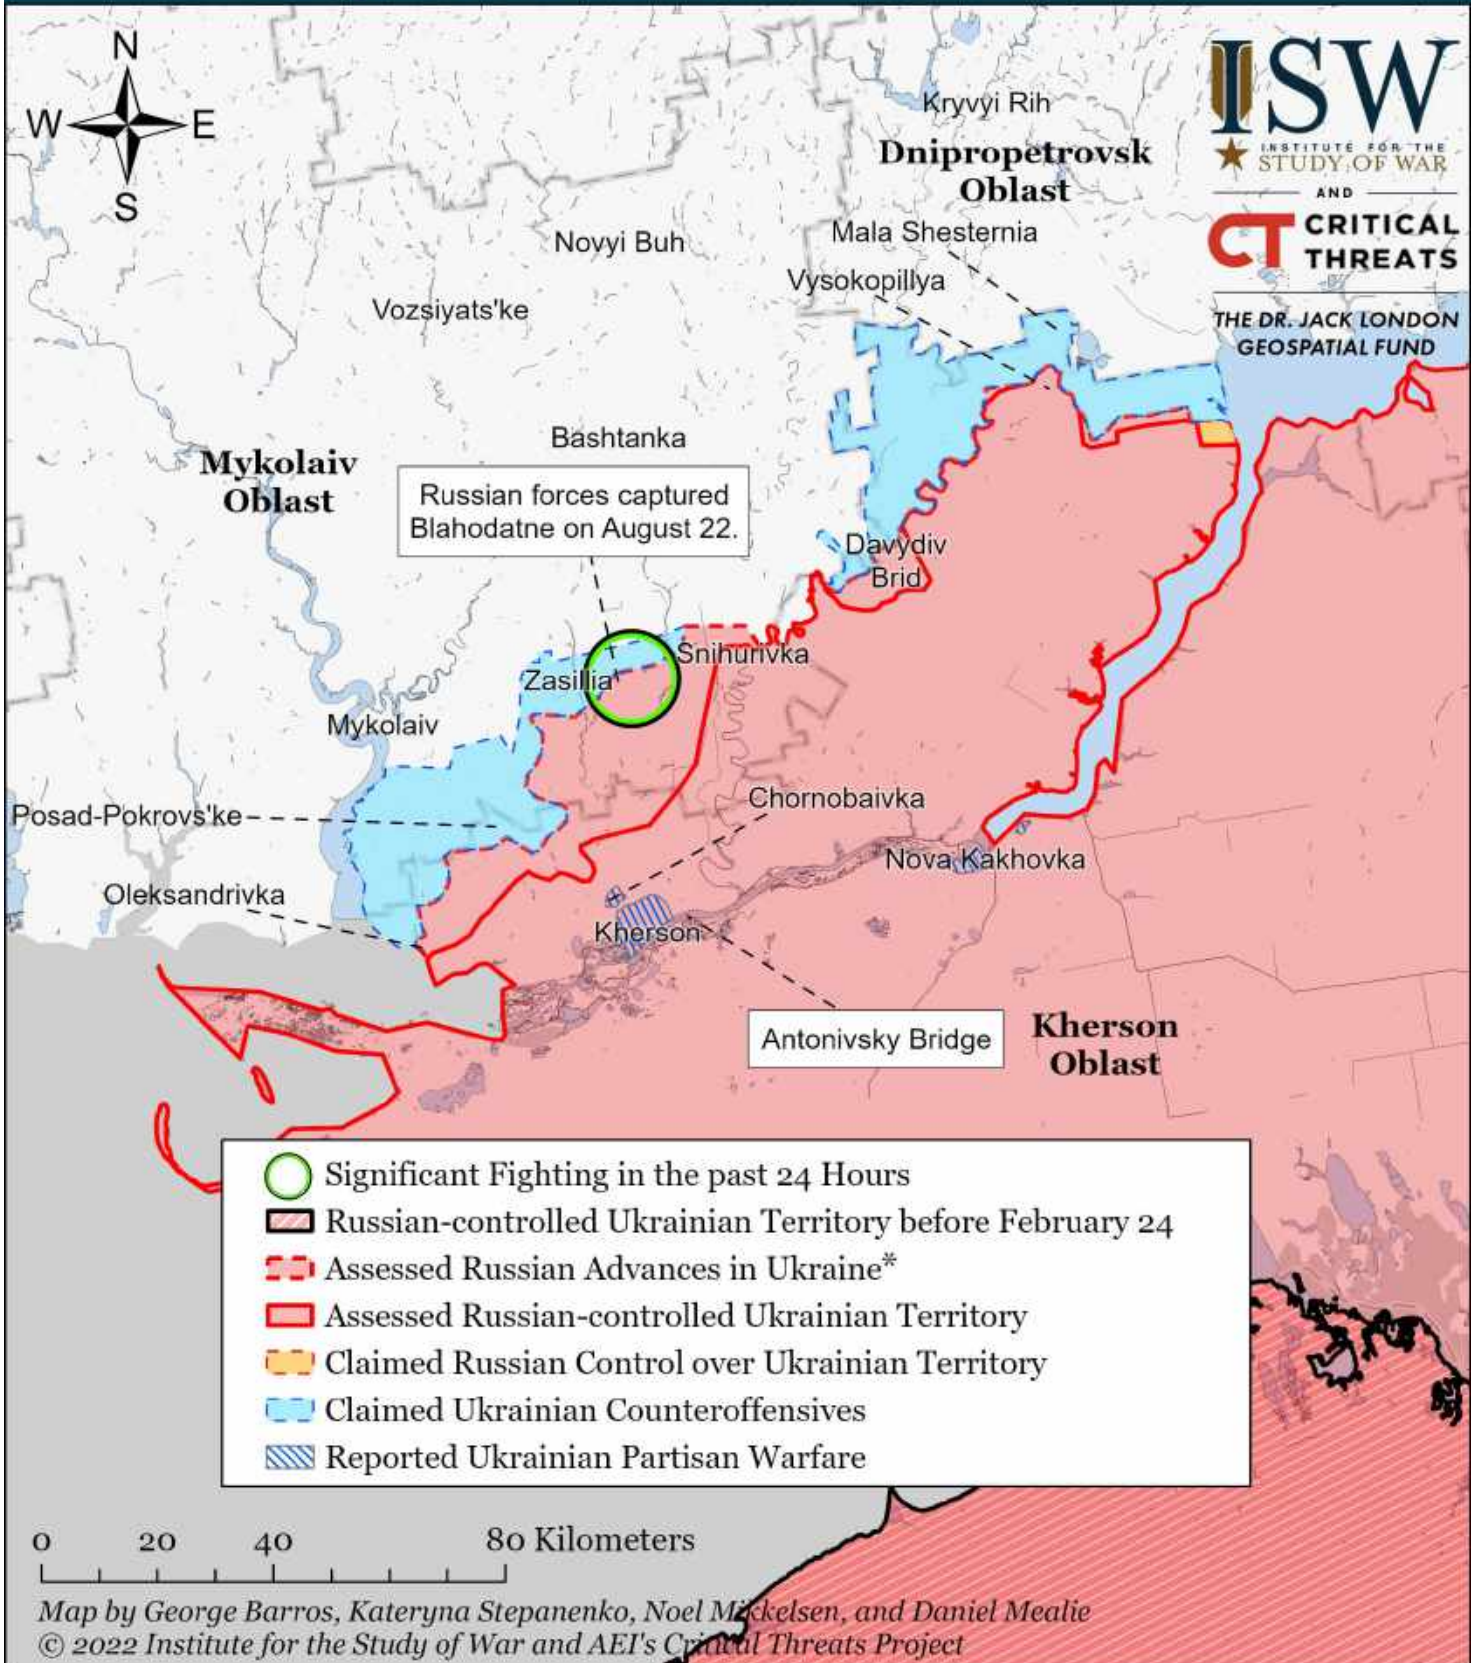 N
W E
S
ISW
INSTITUTE FOR THE
STUDY OF WAR
AND
CT CRITICAL
THREATS
THE DR. JACK LONDON
GEOSPATIAL FUND
Kryvyi Rih
Dnipropetrovsk
Oblast
Mala Shesternia
Novyi Buh
Vysokopillya
Vozsiyats'ke
Bashtanka
Mykolaiv
Oblast
Russian forces captured
Blahodatne on August 22.
Davydiv
Brid
Snihurivka
Zasillia
Mykolaiv
Chornobaivka
Posad-Pokrovs'ke
Nova Kakhovka
Oleksandrivka
Kherson
Antonivsky Bridge
Kherson
Oblast
Significant Fighting in the past 24 Hours
Russian-controlled Ukrainian Territory before February 24
Assessed Russian Advances in Ukraine*
Assessed Russian-controlled Ukrainian Territory
Claimed Russian Control over Ukrainian Territory
Claimed Ukrainian Counteroffensives
Reported Ukrainian Partisan Warfare
0 20 40 80 Kilometers
Map by George Barros, Kateryna Stepanenko, Noel Mikkelsen, and Daniel Mealie
© 2022 Institute for the Study of War and AEI's Critical Threats Project